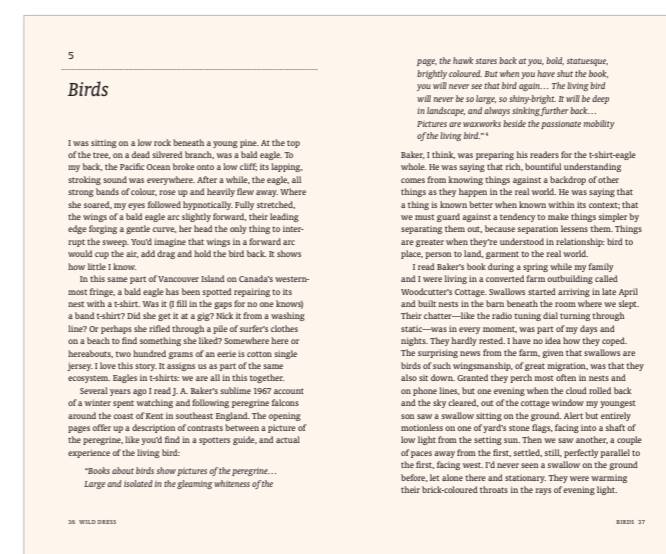 5
Birds
I was sitting on a low rock beneath a young pine. At the top
of the tree, on a dead silvered branch, was a bald eagle. To
my back, the Pacific Ocean broke onto a low cliff; its lapping,
stroking sound was everywhere. After a while, the eagle, all
strong bands of colour, rose up and heavily flew away. Where
she soared, my eyes followed hypnotically. Fully stretched,
the wings of a bald eagle arc slightly forward, their leading
edge forging a gentle curve, her head the only thing to inter-
rupt the sweep. You'd imagine that wings in a forward arc
would cup the air, add drag and hold the bird back. It shows
how little I know.
In this same part of Vancouver Island on Canada's western-
most fringe, a bald eagle has been spotted repairing to its
nest with a t-shirt. Was it (I fill in the gaps for no one knows)
a band t-shirt? Did she get it at a gig? Nick it from a washing
line? Or perhaps she rifled through a pile of surfer's clothes
on a beach to find something she liked? Somewhere here or
hereabouts, two hundred grams of an eerie is cotton single
jersey. I love this story. It assigns us as part of the same
ecosystem. Eagles in t-shirts: we are all in this together.
Several years ago I read J. A. Baker's sublime 1967 account
of a winter spent watching and following peregrine falcons
around the coast of Kent in southeast England. The opening
pages offer up a description of contrasts between a picture of
the peregrine, like you'd find in a spotters guide, and actual
experience of the living bird:
"Books about birds show pictures of the peregrine…
Large and isolated in the gleaming whiteness of the
36 WILD DRESS
page, the hawk stares back at you, bold, statuesque,
brightly coloured. But when you have shut the book,
you will never see that bird again… The living bird
will never be so large, so shiny-bright. It will be deep
in landscape, and always sinking further back…
Pictures are waxworks beside the passionate mobility
of the living bird." 4
Baker, I think, was preparing his readers for the t-shirt-eagle
whole. He was saying that rich, bountiful understanding
comes from knowing things against a backdrop of other
things as they happen in the real world. He was saying that
a thing is known better when known within its context; that
we must guard against a tendency to make things simpler by
separating them out, because separation lessens them. Things
are greater when they're understood in relationship: bird to
place, person to land, garment to the real world.
I read Baker's book during a spring while my family
and I were living in a converted farm outbuilding called
Woodcutter's Cottage. Swallows started arriving in late April
and built nests in the barn beneath the room where we slept.
Their chatter—like the radio tuning dial turning through
static—was in every moment, was part of my days and
nights. They hardly rested. I have no idea how they coped.
The surprising news from the farm, given that swallows are
birds of such wingsmanship, of great migration, was that they
also sit down. Granted they perch most often in nests and
on phone lines, but one evening when the cloud rolled back
and the sky cleared, out of the cottage window my youngest
son saw a swallow sitting on the ground. Alert but entirely
motionless on one of yard's stone flags, facing into a shaft of
low light from the setting sun. Then we saw another, a couple
of paces away from the first, settled, still, perfectly parallel to
the first, facing west. I'd never seen a swallow on the ground
before, let alone there and stationary. They were warming
their brick-coloured throats in the rays of evening light.
BIRDS 37